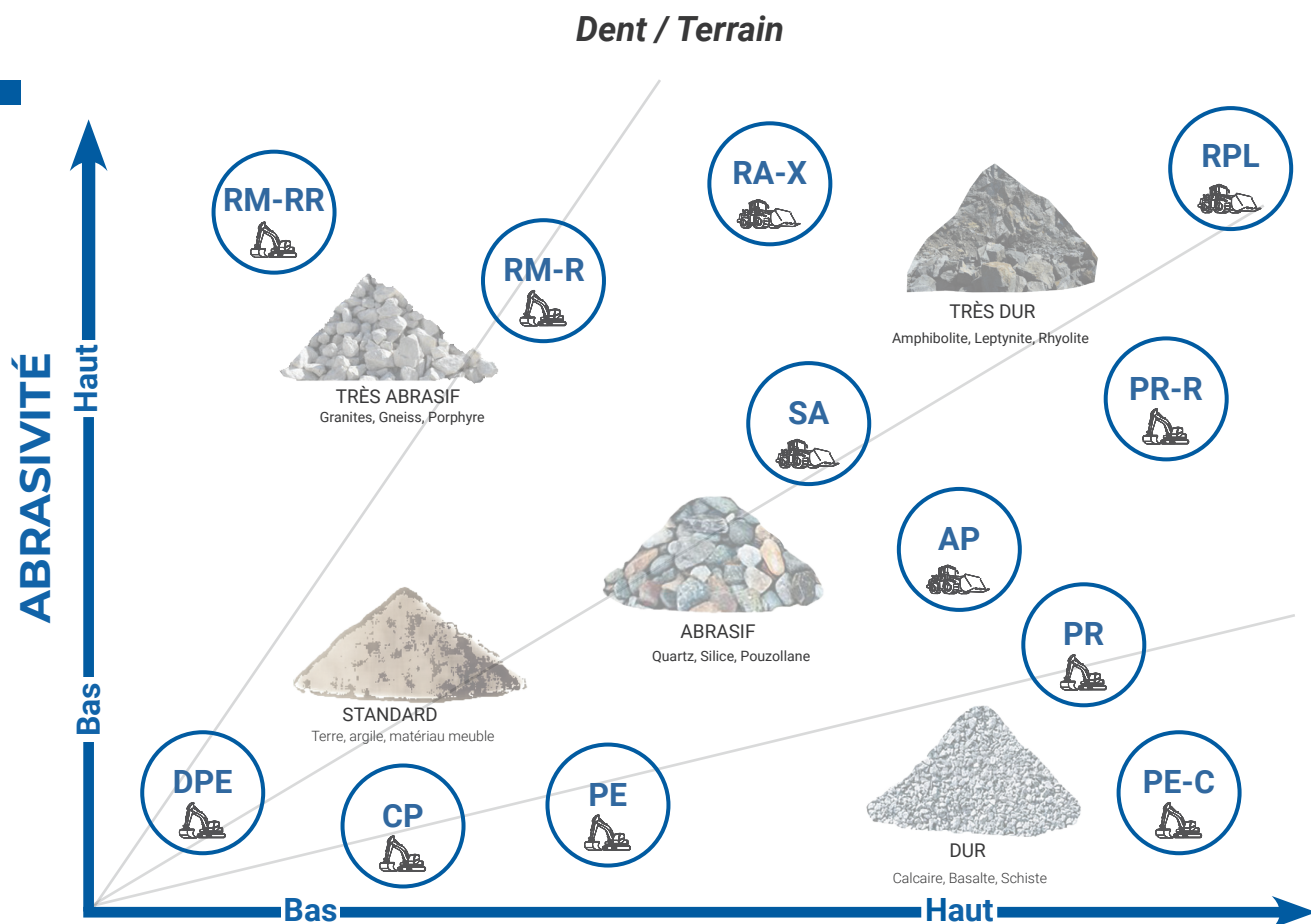 Dent / Terrain
ABRASIVITÉ
Haut
Bas
RM-RR
RM-R
RA-X
RPL
TRÈS DUR
Amphibolite, Leptynite, Rhyolite
TRÈS ABRASIF
Granites, Gneiss, Porphyre
SA
PR-R
AP
ABRASIF
Quartz, Silice, Pouzollane
PR
STANDARD
Terre, argile, matériau meuble
DPE
CP
PE
PE-C
DUR
Calcaire, Basalte, Schiste
Bas
Haut